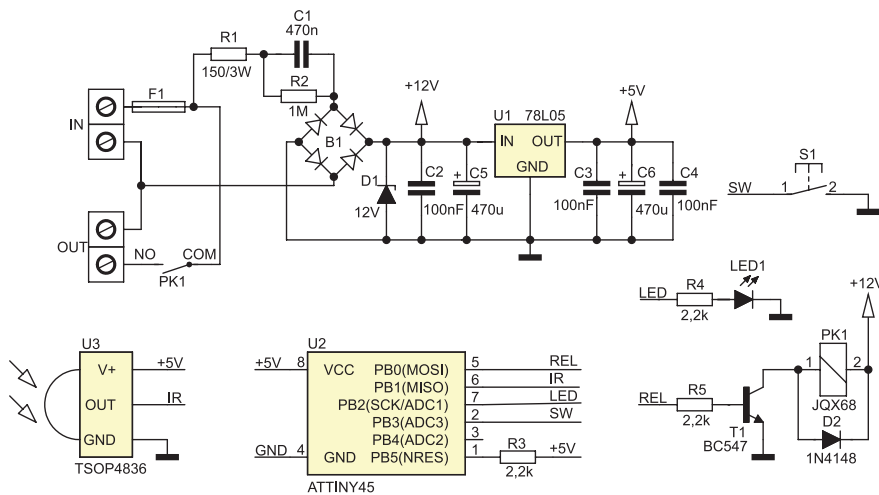 C1
470n
R1
150/3W
R2
1M
F1
IN
B1
+12V
U1 78L05
IN OUT
GND
+5V
D1
12V
C2
100nF
+ C5
470u
C3
100nF
+ C6
470u
C4
100nF
S1
SW 1 2
OUT
NO COM
PK1
LED R4
2,2k
LED1
+12V
U3
V+ +5V
OUT IR
GND
TSOP4836
U2
+5V 8 VCC PB0(MOSI) 5 REL
PB1(MISO) 6 IR
PB2(SCK/ADC1) 7 LED
PB3(ADC3) 2 SW
PB4(ADC2) 3
GND 4 GND PB5(NRES) 1 R3 +5V
2,2k
ATTINY45
PK1
1 2
JQX68
REL R5
2,2k
T1
BC547
D2
1N4148